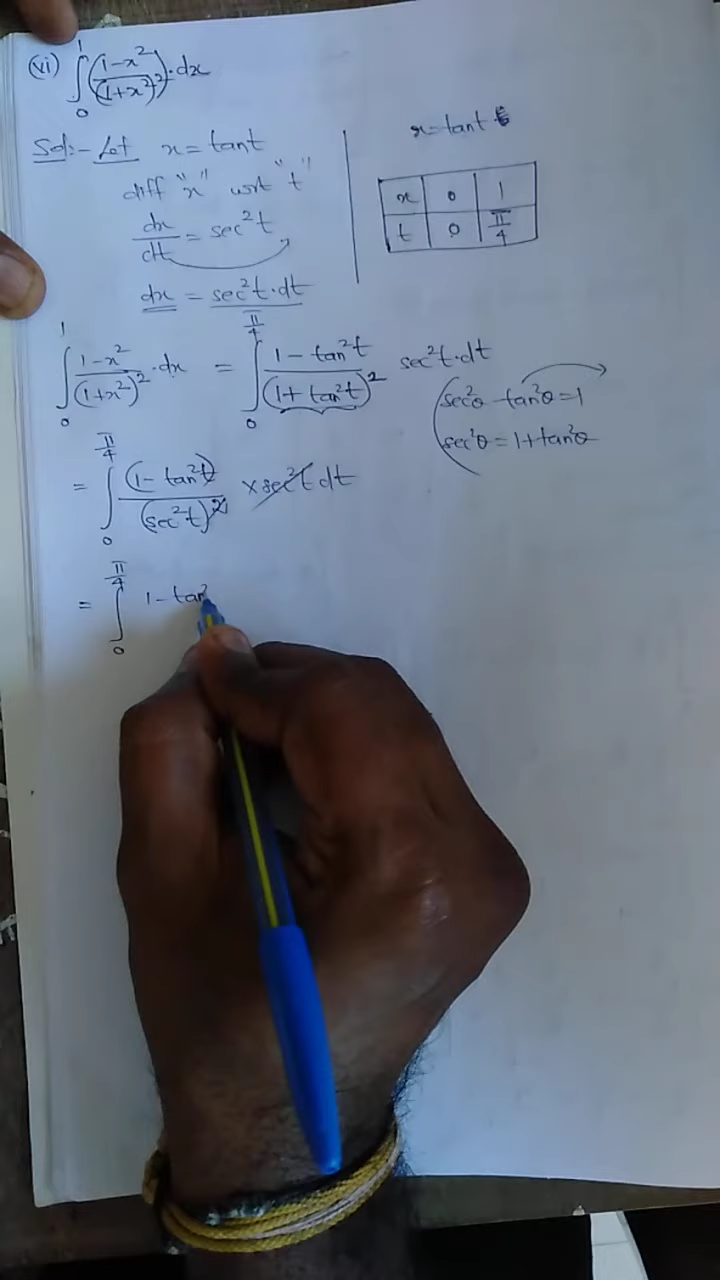 (vi) ∫₀¹ (1-x²)/(1+x²)² · dx
Sol:- Let x = tant
diff "x" wrt "t"
dx/dt = sec²t
dx = sec²t·dt
x = tant
x 0 1
t 0 π/4
∫₀¹ (1-x²)/(1+x²)² · dx = ∫₀^(π/4) (1 - tan²t)/(1+ tan²t)² sec²t·dt
sec²θ - tan²θ = 1
sec²θ = 1+tan²θ
= ∫₀^(π/4) (1- tan²t)/(sec²t)² × sec²t dt
= ∫₀^(π/4) 1 - tan²